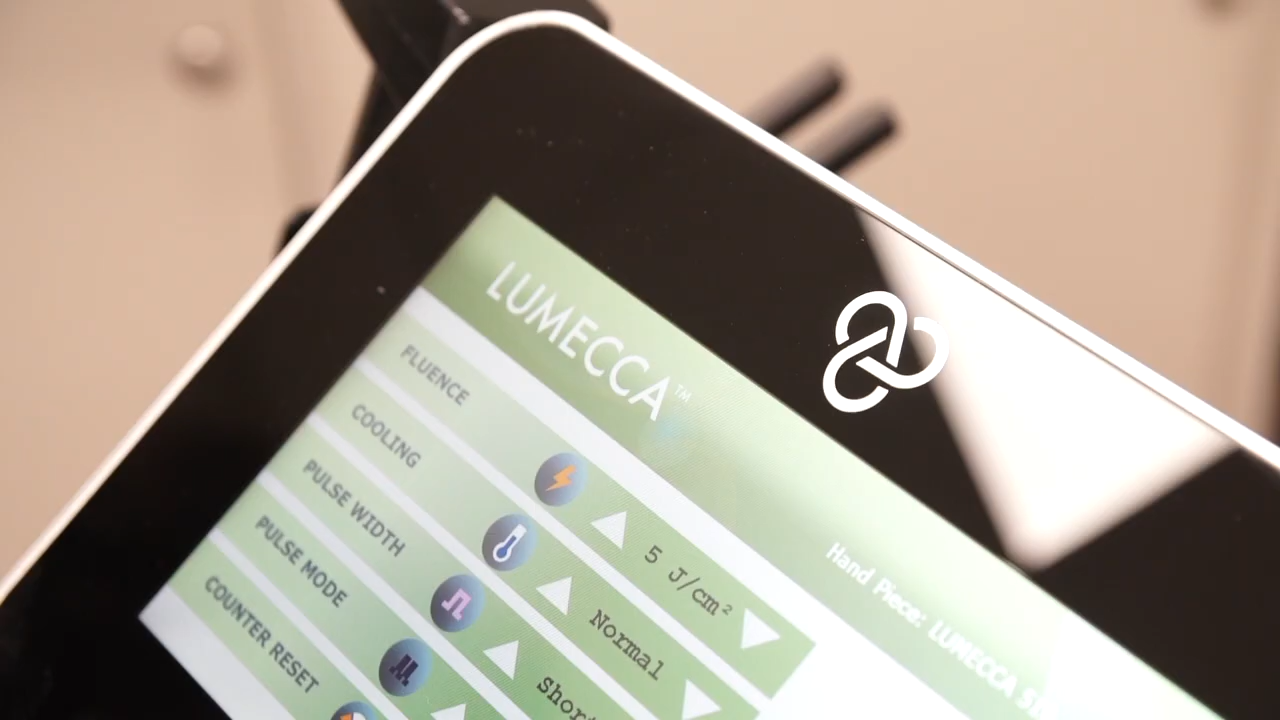 LUMECCA™
Hand Piece: LUMECCA
FLUENCE
5 J/cm²
COOLING
Normal
PULSE WIDTH
PULSE MODE
COUNTER RESET